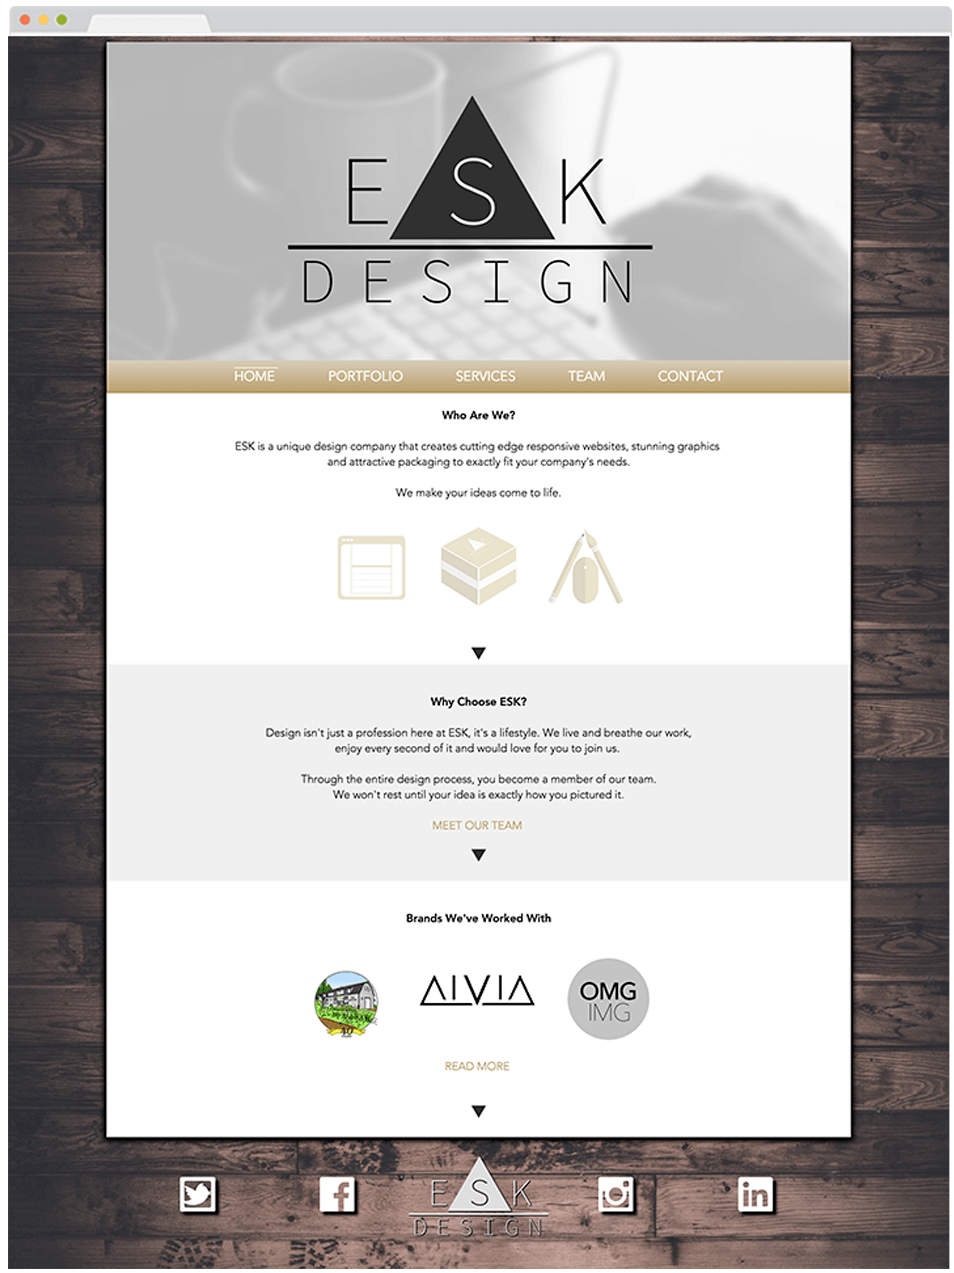 E S K
DESIGN
HOME PORTFOLIO SERVICES TEAM CONTACT
Who Are We?
ESK is a unique design company that creates cutting edge responsive websites, stunning graphics
and attractive packaging to exactly fit your company's needs.
We make your ideas come to life.
Why Choose ESK?
Design isn't just a profession here at ESK, it's a lifestyle. We live and breathe our work,
enjoy every second of it and would love for you to join us.
Through the entire design process, you become a member of our team.
We won't rest until your idea is exactly how you pictured it.
MEET OUR TEAM
Brands We've Worked With
AIVIA
OMG
IMG
READ MORE
E S K
DESIGN
f
in